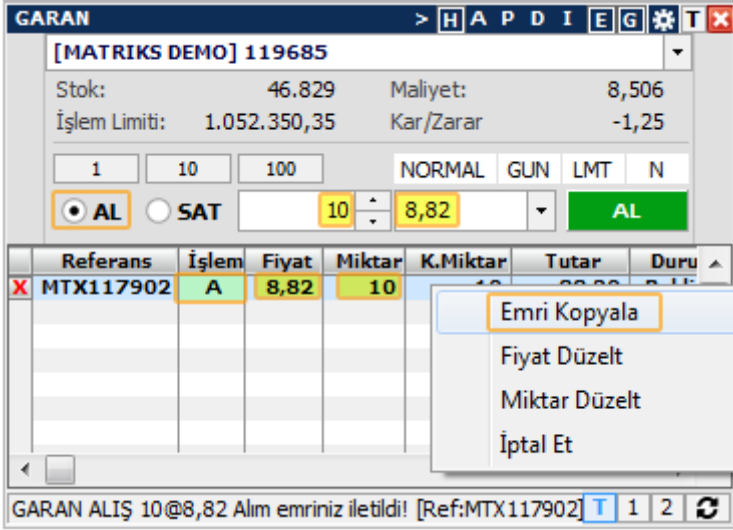 GARAN > H A P D I E G T X
[MATRIKS DEMO] 119685
Stok: 46.829 Maliyet: 8,506
İşlem Limiti: 1.052.350,35 Kar/Zarar -1,25
1 10 100 NORMAL GUN LMT N
AL SAT 10 8,82 AL
Referans İşlem Fiyat Miktar K.Miktar Tutar Duru
X MTX117902 A 8,82 10
Emri Kopyala
Fiyat Düzelt
Miktar Düzelt
İptal Et
GARAN ALIŞ 10@8,82 Alım emriniz iletildi! [Ref:MTX117902] T 1 2